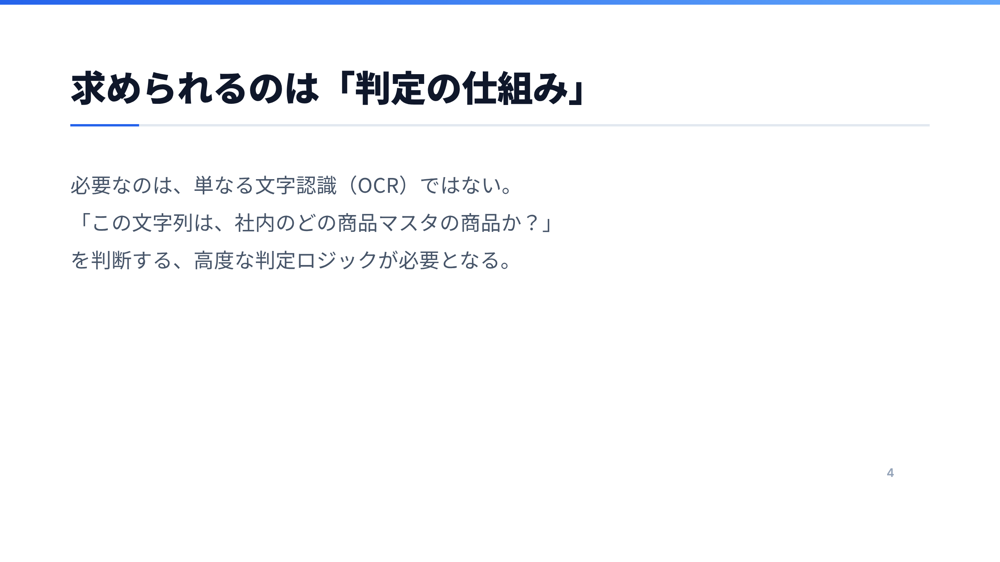 求められるのは「判定の仕組み」
必要なのは、単なる文字認識（OCR）ではない。
「この文字列は、社内のどの商品マスタの商品か？」
を判断する、高度な判定ロジックが必要となる。
4